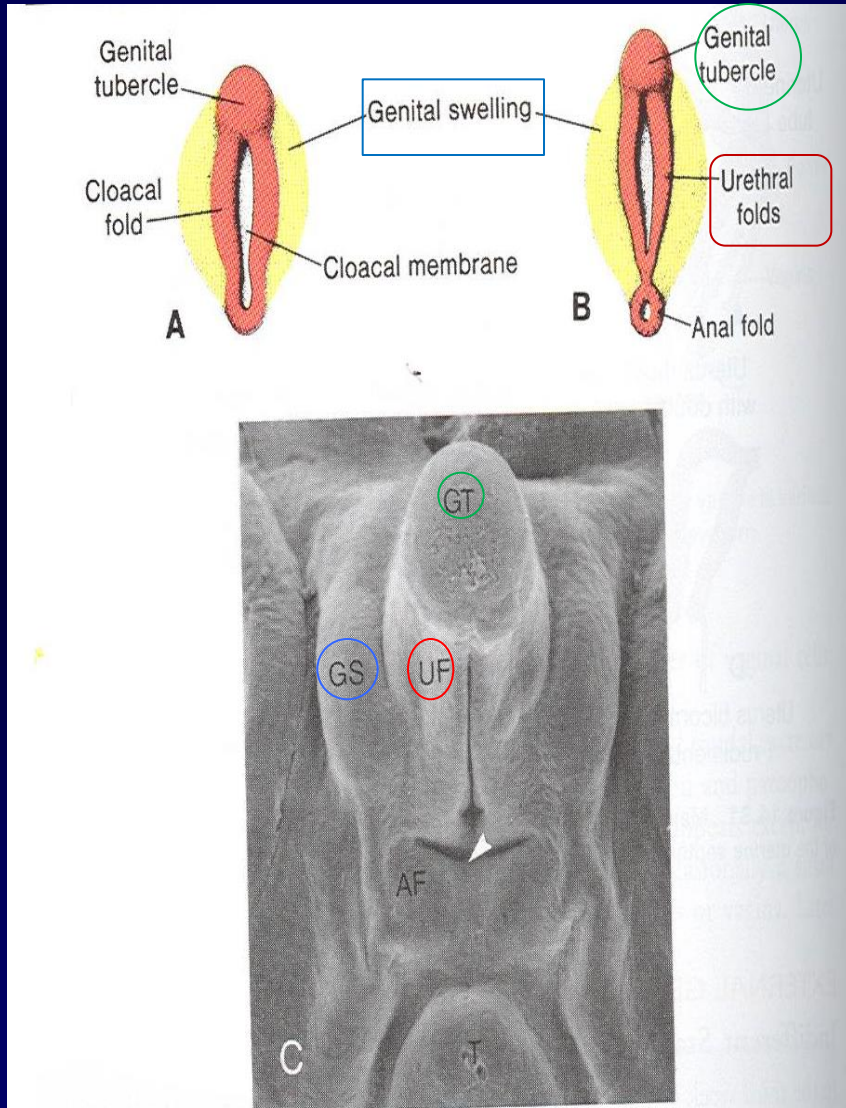 Genital
tubercle
Genital swelling
Cloacal
fold
Cloacal membrane
A
Genital
tubercle
Urethral
folds
Anal fold
B
GT
GS
UF
AF
T
C